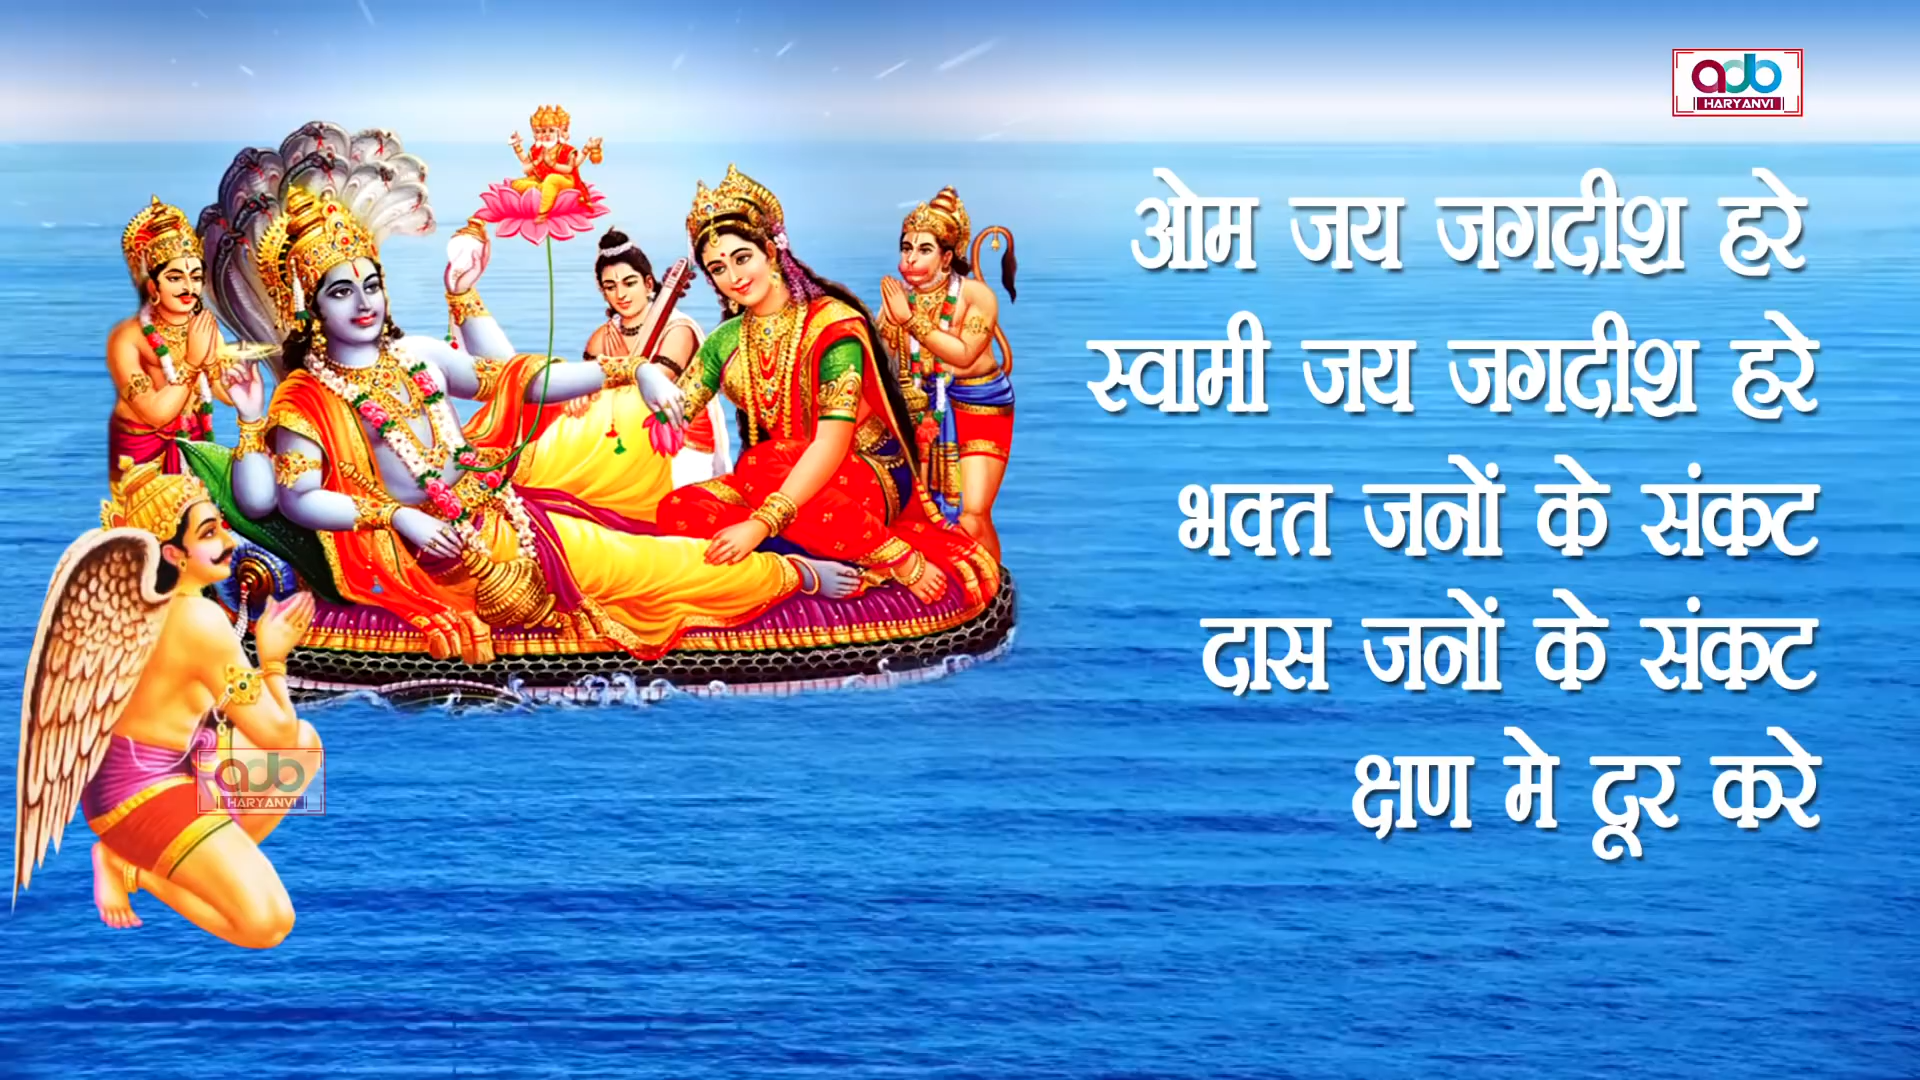 adb
HARYANVI
ओम जय जगदीश हरे
स्वामी जय जगदीश हरे
भक्त जनों के संकट
दास जनों के संकट
क्षण मे दूर करे
adb
HARYANVI